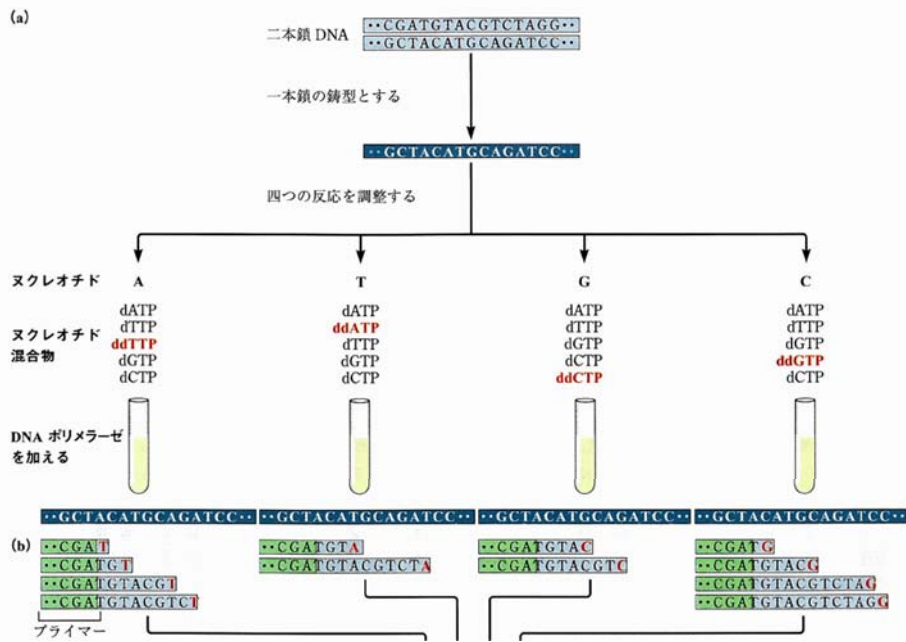 (a)
二本鎖 DNA
··CGATGTACGTCTAGG··
··GCTACATGCAGATCC··
一本鎖の鋳型とする
··GCTACATGCAGATCC··
四つの反応を調整する
ヌクレオチド A T G C
ヌクレオチド
混合物
dATP
dTTP
ddTTP
dGTP
dCTP
dATP
ddATP
dTTP
dGTP
dCTP
dATP
dTTP
dGTP
dCTP
ddCTP
dATP
dTTP
dGTP
ddGTP
dCTP
DNA ポリメラーゼ
を加える
··GCTACATGCAGATCC·· ··GCTACATGCAGATCC·· ··GCTACATGCAGATCC·· ··GCTACATGCAGATCC··
(b)
··CGAT
··CGATGT
··CGATGTACGT
··CGATGTACGTCT
プライマー
··CGATGTA
··CGATGTACGTCTA
··CGATGTAC
··CGATGTACGTC
··CGATG
··CGATGTACG
··CGATGTACGTCTAG
··CGATGTACGTCTAGG